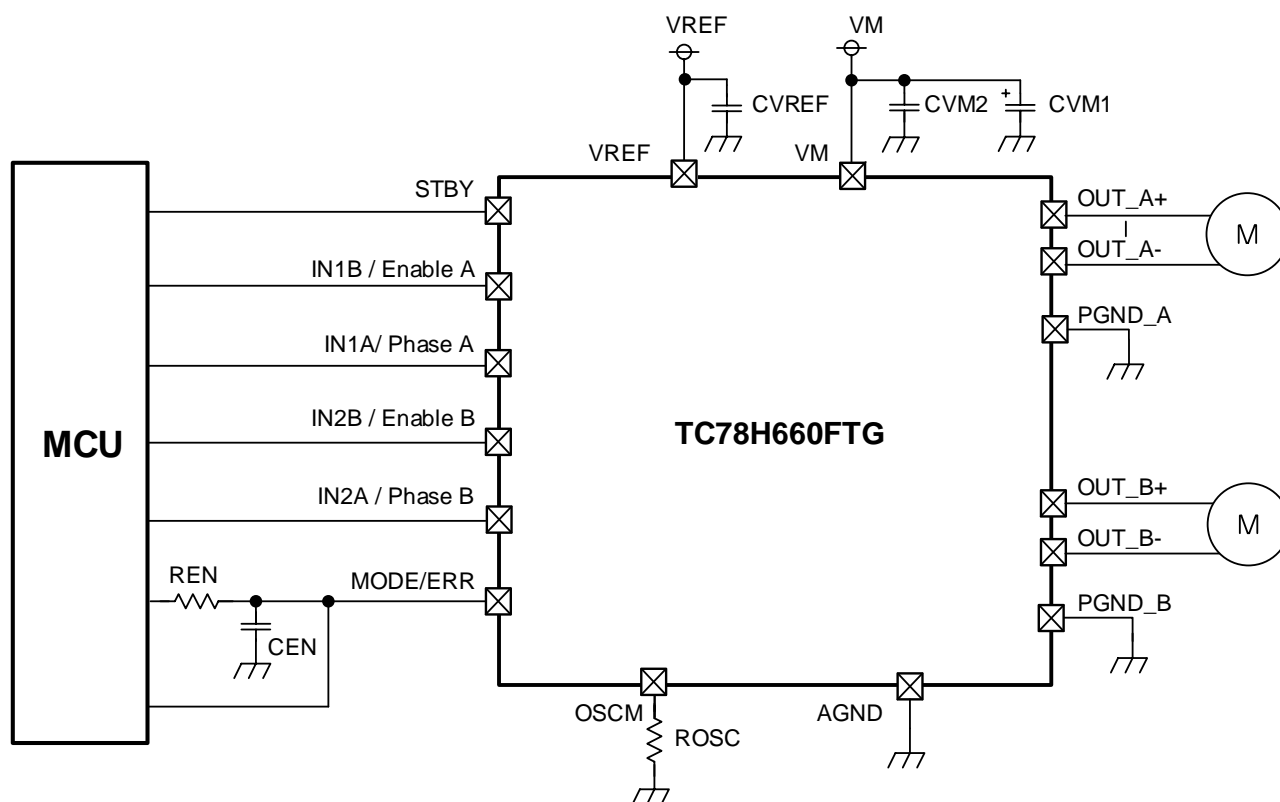 VREF
VM
CVREF
CVM2
+
CVM1
VREF
VM
STBY
OUT_A+
M
IN1B / Enable A
OUT_A-
IN1A/ Phase A
PGND_A
IN2B / Enable B
MCU
TC78H660FTG
IN2A / Phase B
OUT_B+
M
OUT_B-
REN
MODE/ERR
PGND_B
CEN
OSCM
AGND
ROSC